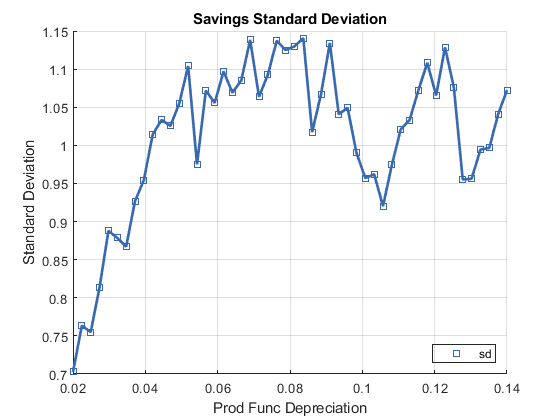 Savings Standard Deviation
1.15
1.1
1.05
1
0.95
0.9
0.85
0.8
0.75
0.7
Standard Deviation
sd
0.02 0.04 0.06 0.08 0.1 0.12 0.14
Prod Func Depreciation